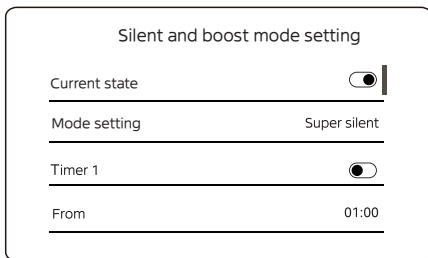 Silent and boost mode setting
Current state
Mode setting Super silent
Timer 1
From 01:00